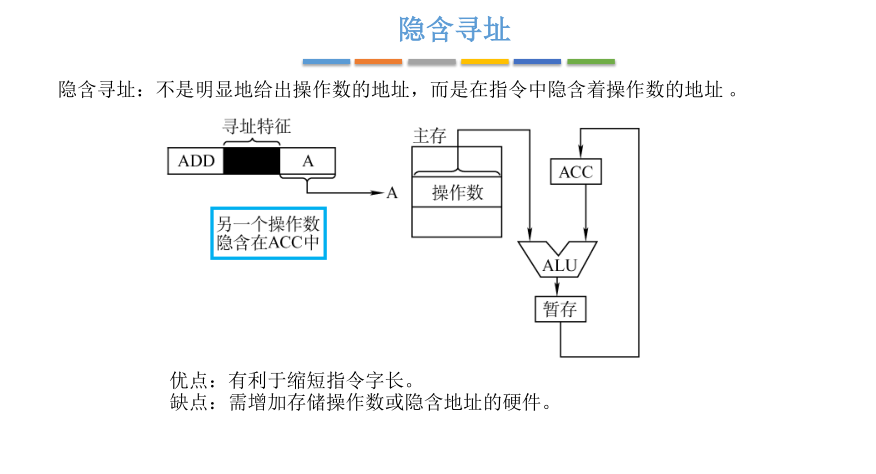 隐含寻址
隐含寻址：不是明显地给出操作数的地址，而是在指令中隐含着操作数的地址 。
寻址特征
主存
ADD
A
A
操作数
ACC
另一个操作数
隐含在ACC中
ALU
暂存
优点：有利于缩短指令字长。
缺点：需增加存储操作数或隐含地址的硬件。